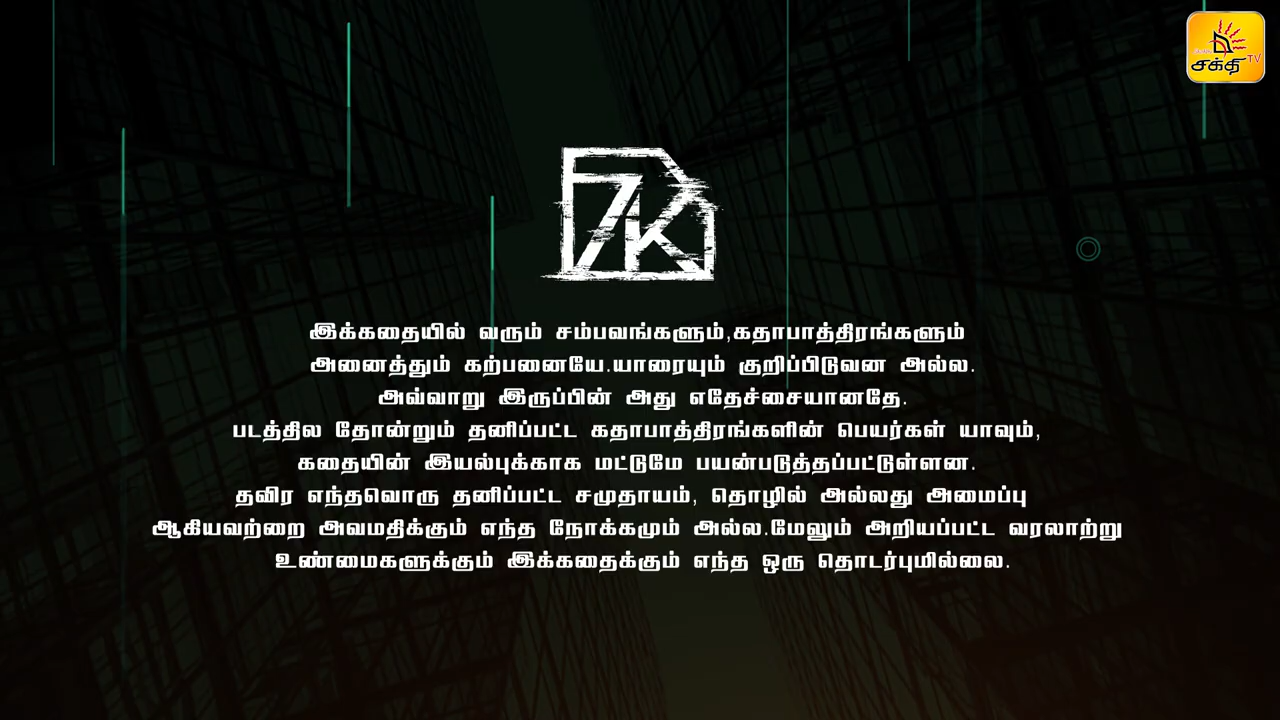 சக்தி TV
7K
இக்கதையில் வரும் சம்பவங்களும்,கதாபாத்திரங்களும்
அனைத்தும் கற்பனையே.யாரையும் குறிப்பிடுவன அல்ல.
அவ்வாறு இருப்பின் அது எதேச்சையானதே.
படத்தில தோன்றும் தனிப்பட்ட கதாபாத்திரங்களின் பெயர்கள் யாவும்,
கதையின் இயல்புக்காக மட்டுமே பயன்படுத்தப்பட்டுள்ளன.
தவிர எந்தவொரு தனிப்பட்ட சமுதாயம், தொழில் அல்லது அமைப்பு
ஆகியவற்றை அவமதிக்கும் எந்த நோக்கமும் அல்ல.மேலும் அறியப்பட்ட வரலாற்று
உண்மைகளுக்கும் இக்கதைக்கும் எந்த ஒரு தொடர்புமில்லை.